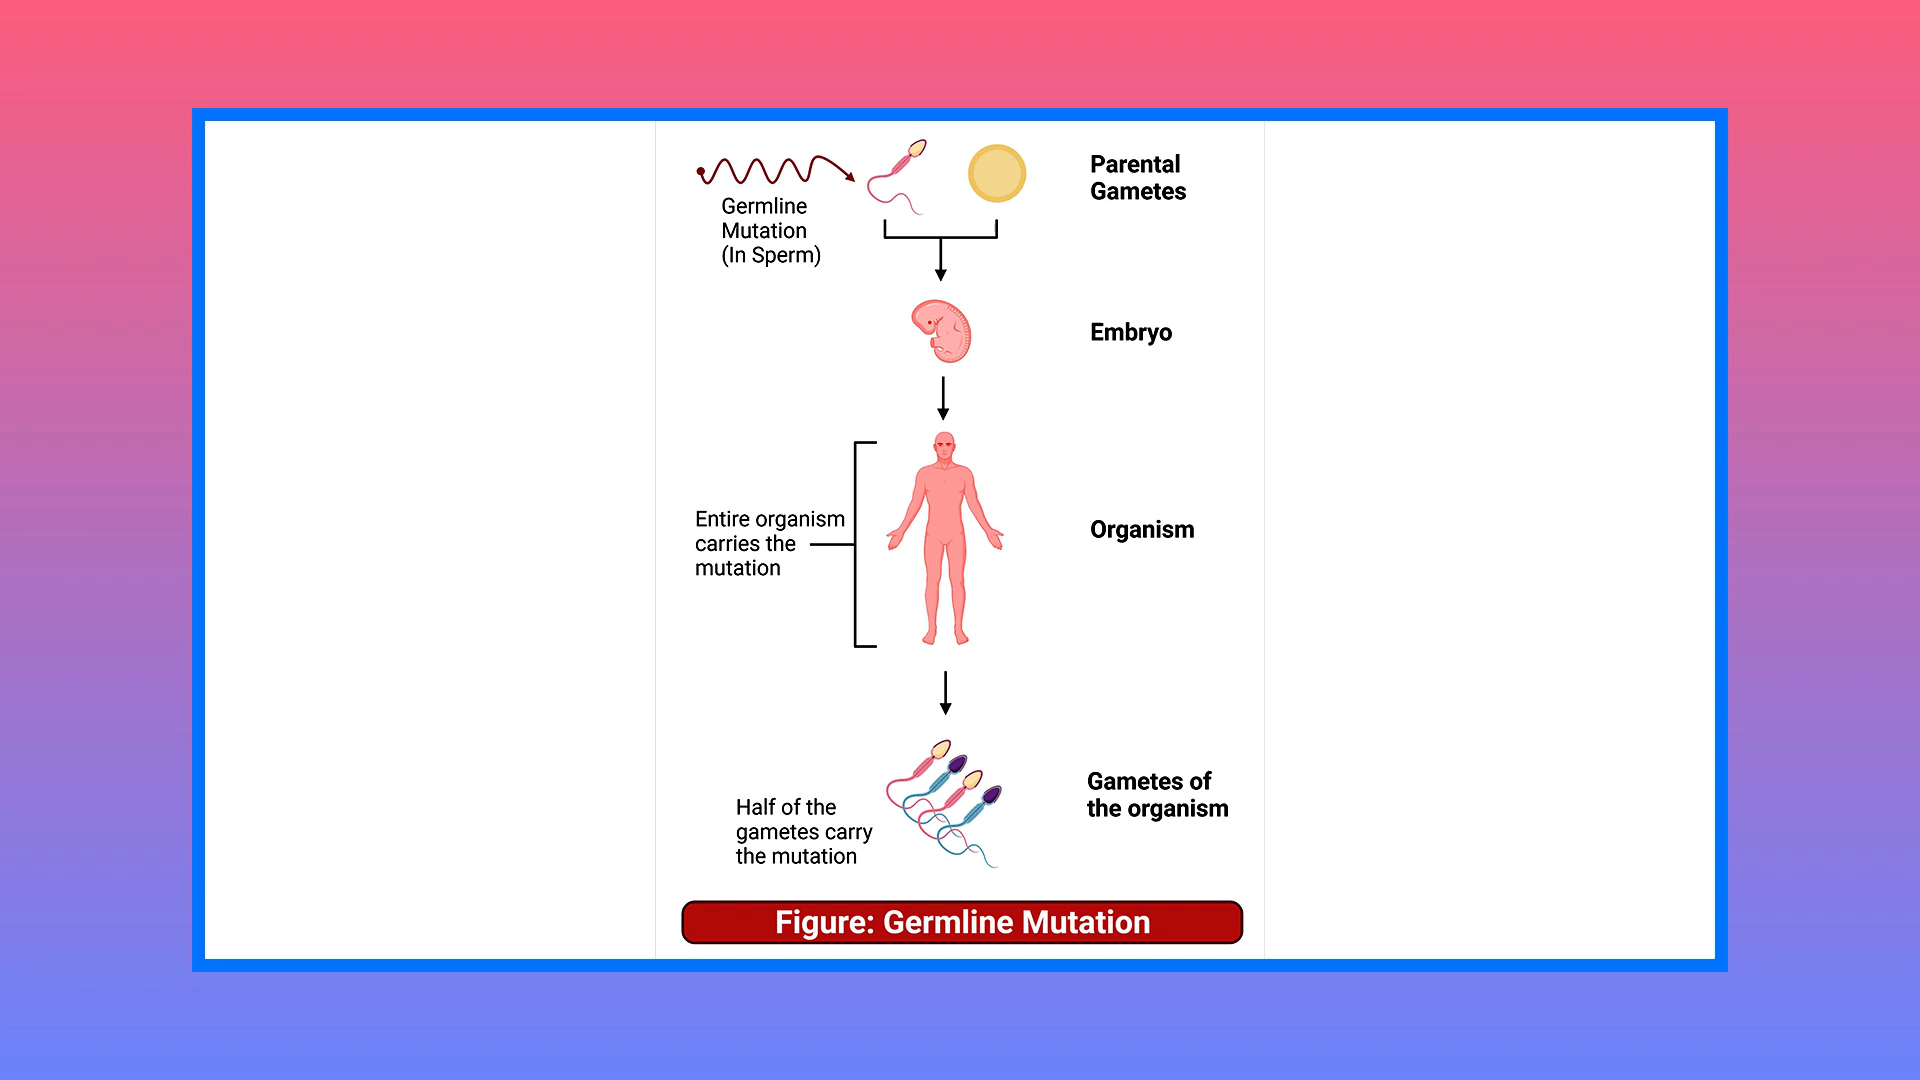 Germline
Mutation
(In Sperm)
Parental
Gametes
Embryo
Entire organism
carries the
mutation
Organism
Half of the
gametes carry
the mutation
Gametes of
the organism
Figure: Germline Mutation